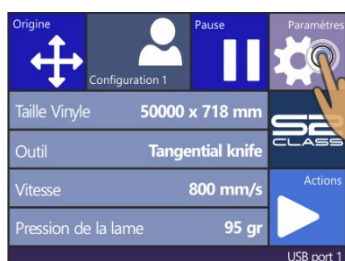 Origine
Configuration 1
Pause
Paramètres
Taille Vinyle 50000 x 718 mm
S2
CLASS
Outil Tangential knife
Vitesse 800 mm/s
Actions
Pression de la lame 95 gr
USB port 1